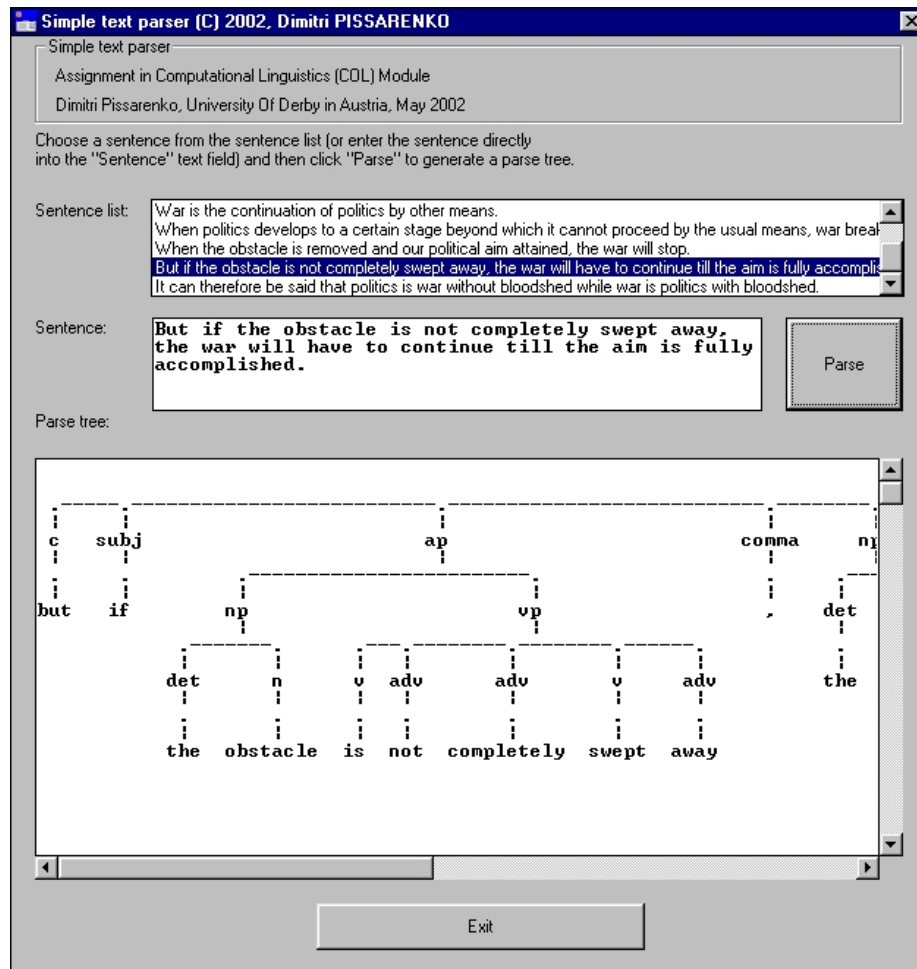 Simple text parser (C) 2002, Dimitri PISSARENKO
Simple text parser
Assignment in Computational Linguistics (COL) Module
Dimitri Pissarenko, University Of Derby in Austria, May 2002
Choose a sentence from the sentence list (or enter the sentence directly
into the "Sentence" text field) and then click "Parse" to generate a parse tree.
Sentence list:
War is the continuation of politics by other means.
When politics develops to a certain stage beyond which it cannot proceed by the usual means, war break
When the obstacle is removed and our political aim attained, the war will stop.
But if the obstacle is not completely swept away, the war will have to continue till the aim is fully accomplis
It can therefore be said that politics is war without bloodshed while war is politics with bloodshed.
Sentence:
But if the obstacle is not completely swept away,
the war will have to continue till the aim is fully
accomplished.
Parse
Parse tree:
c subj ap comma np
but if np vp , det
det n v adv adv v adv the
the obstacle is not completely swept away
Exit